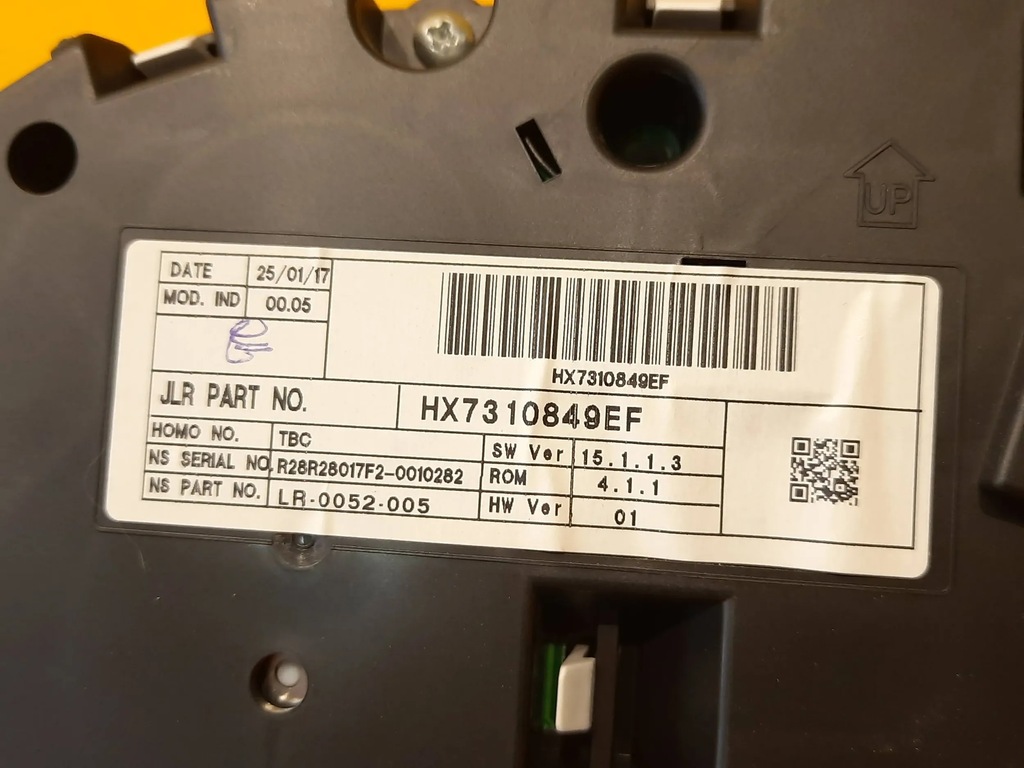 UP
DATE 25/01/17
MOD. IND 00.05
HX7310849EF
JLR PART NO. HX7310849EF
HOMO NO. TBC SW Ver 15.1.1.3
NS SERIAL NO. R28R28017F2-0010282 ROM 4.1.1
NS PART NO. LR-0052-005 HW Ver 01